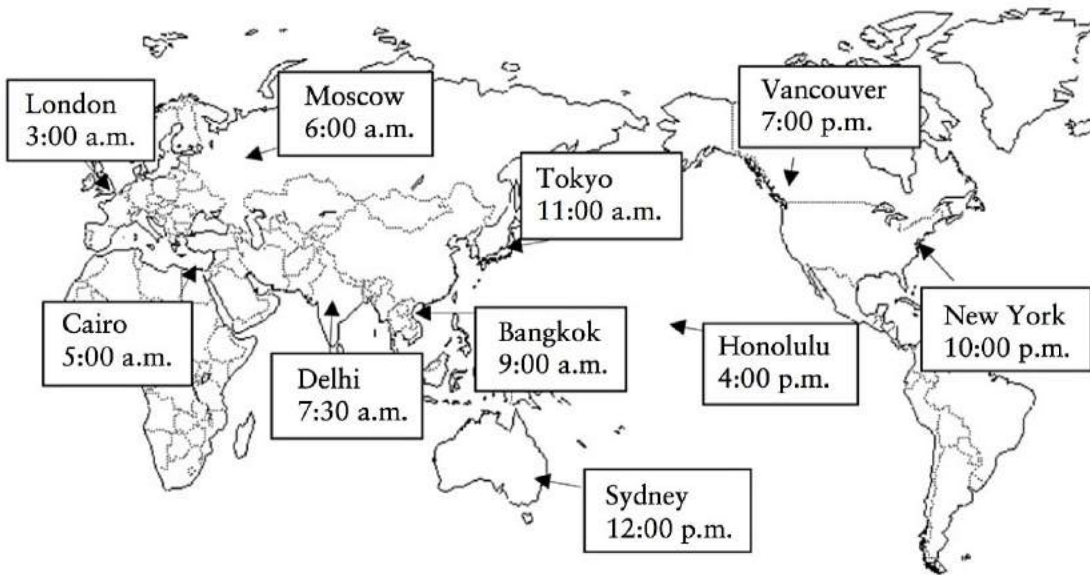 London
3:00 a.m.
Moscow
6:00 a.m.
Vancouver
7:00 p.m.
Tokyo
11:00 a.m.
Cairo
5:00 a.m.
Delhi
7:30 a.m.
Bangkok
9:00 a.m.
Honolulu
4:00 p.m.
New York
10:00 p.m.
Sydney
12:00 p.m.